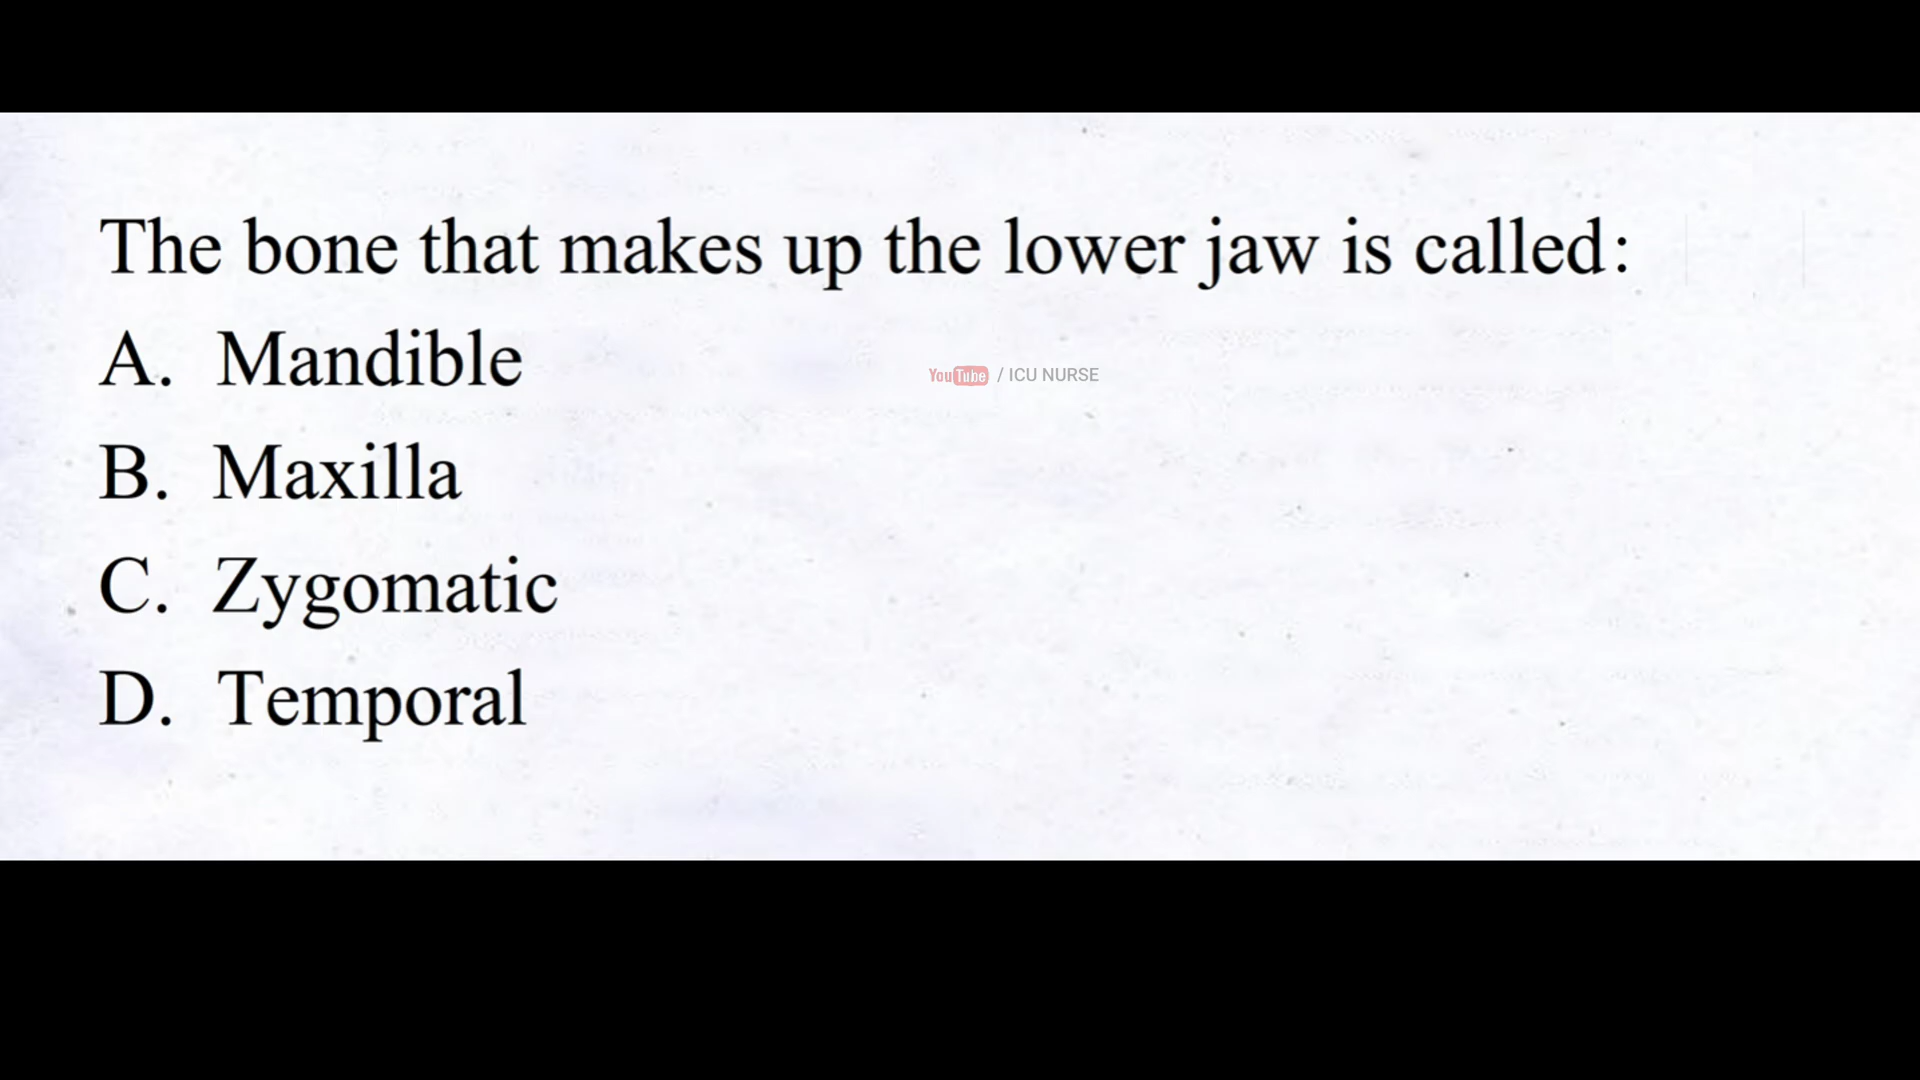 The bone that makes up the lower jaw is called:
A. Mandible
YouTube / ICU NURSE
B. Maxilla
C. Zygomatic
D. Temporal